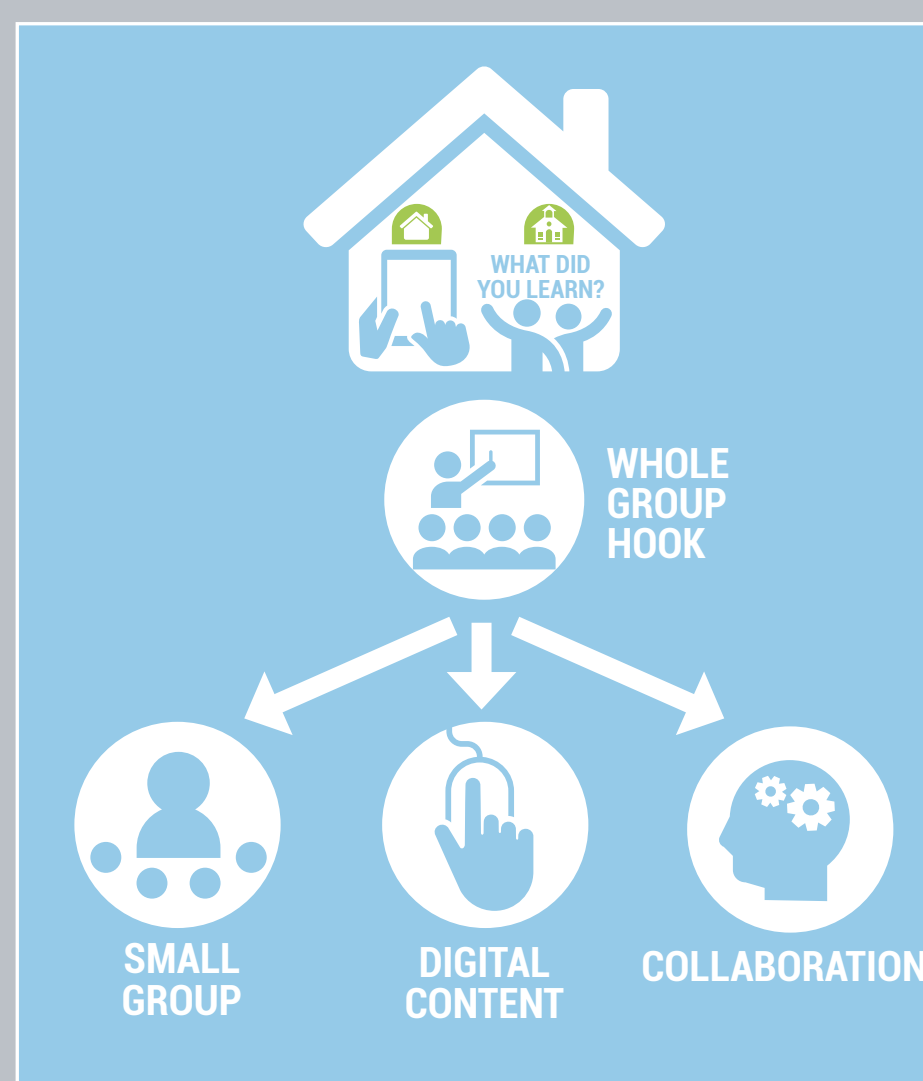 WHAT DID
YOU LEARN?
WHOLE
GROUP
HOOK
SMALL
GROUP
DIGITAL
CONTENT
COLLABORATION